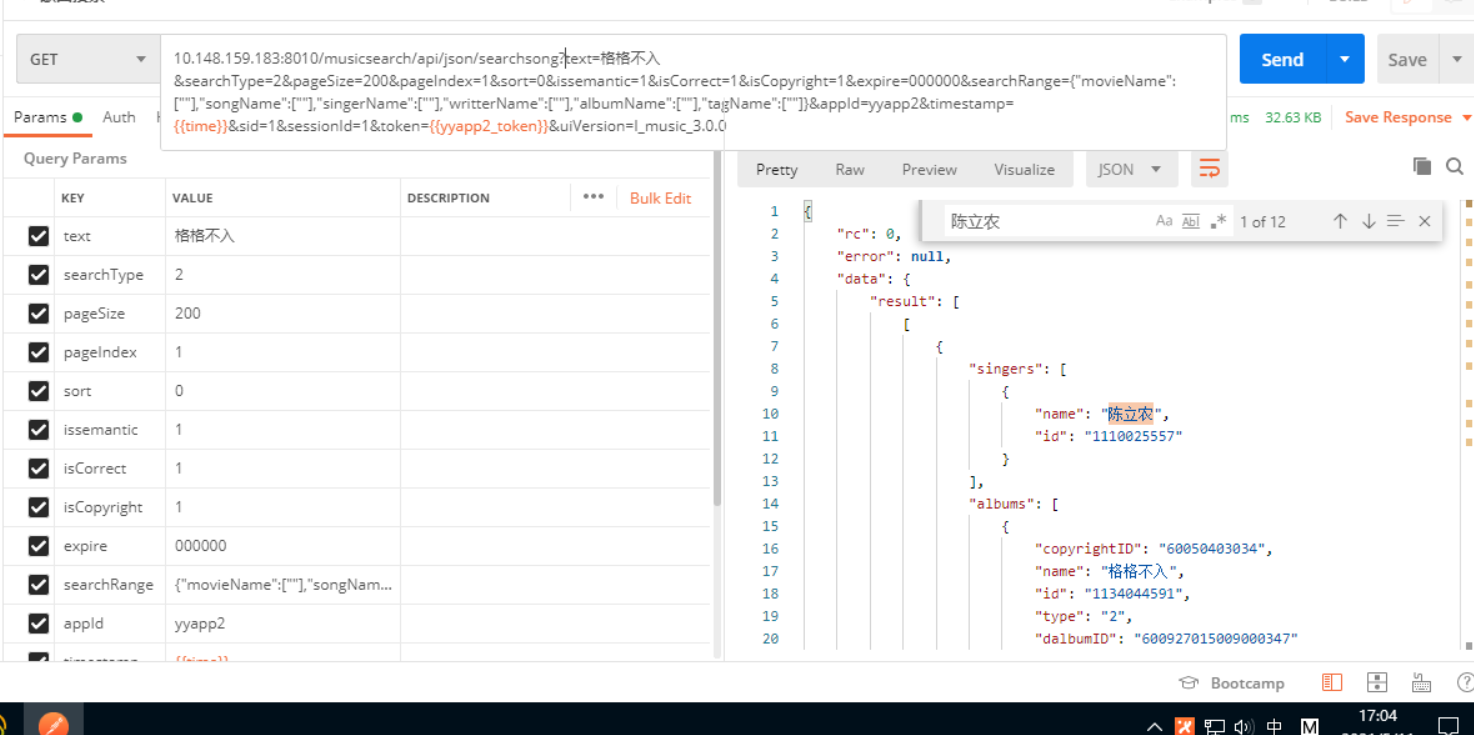 GET
10.148.159.183:8010/musicsearch/api/json/searchsong?text=格格不入
&searchType=2&pageSize=200&pageIndex=1&sort=0&issemantic=1&isCorrect=1&isCopyright=1&expire=000000&searchRange={"movieName":
[""],"songName":[""],"singerName":[""],"writterName":[""],"albumName":[""],"tagName":[""]}&appId=yyapp2&timestamp=
{{time}}&sid=1&sessionId=1&token={{yyapp2_token}}&uiVersion=I_music_3.0.0
Send
Save
Params
Auth
ms 32.63 KB Save Response
Query Params
KEY VALUE DESCRIPTION ••• Bulk Edit
text 格格不入
searchType 2
pageSize 200
pageIndex 1
sort 0
issemantic 1
isCorrect 1
isCopyright 1
expire 000000
searchRange {"movieName":[""],"songNam...
appId yyapp2
timestamp {{time}}
Pretty Raw Preview Visualize JSON
陈立农 Aa Abl .* 1 of 12
1 {
2 "rc": 0,
3 "error": null,
4 "data": {
5 "result": [
6 [
7 {
8 "singers": [
9 {
10 "name": "陈立农",
11 "id": "1110025557"
12 }
13 ],
14 "albums": [
15 {
16 "copyrightID": "60050403034",
17 "name": "格格不入",
18 "id": "1134044591",
19 "type": "2",
20 "dalbumID": "600927015009000347"
Bootcamp
中 M 17:04